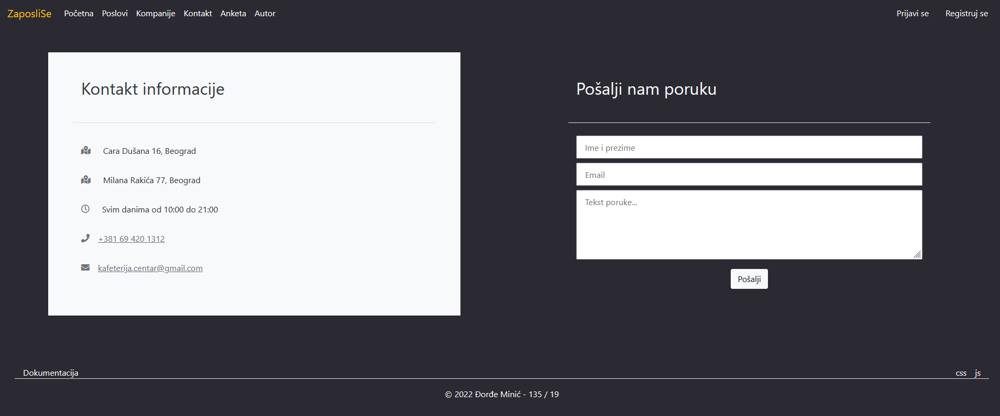 ZaposliSe Početna Poslovi Kompanije Kontakt Anketa Autor Prijavi se Registruj se
Kontakt informacije
Cara Dušana 16, Beograd
Milana Rakića 77, Beograd
Svim danima od 10:00 do 21:00
+381 69 420 1312
kafeterija.centar@gmail.com
Pošalji nam poruku
Ime i prezime
Email
Tekst poruke...
Pošalji
Dokumentacija css js
© 2022 Đorđe Minić - 135 / 19